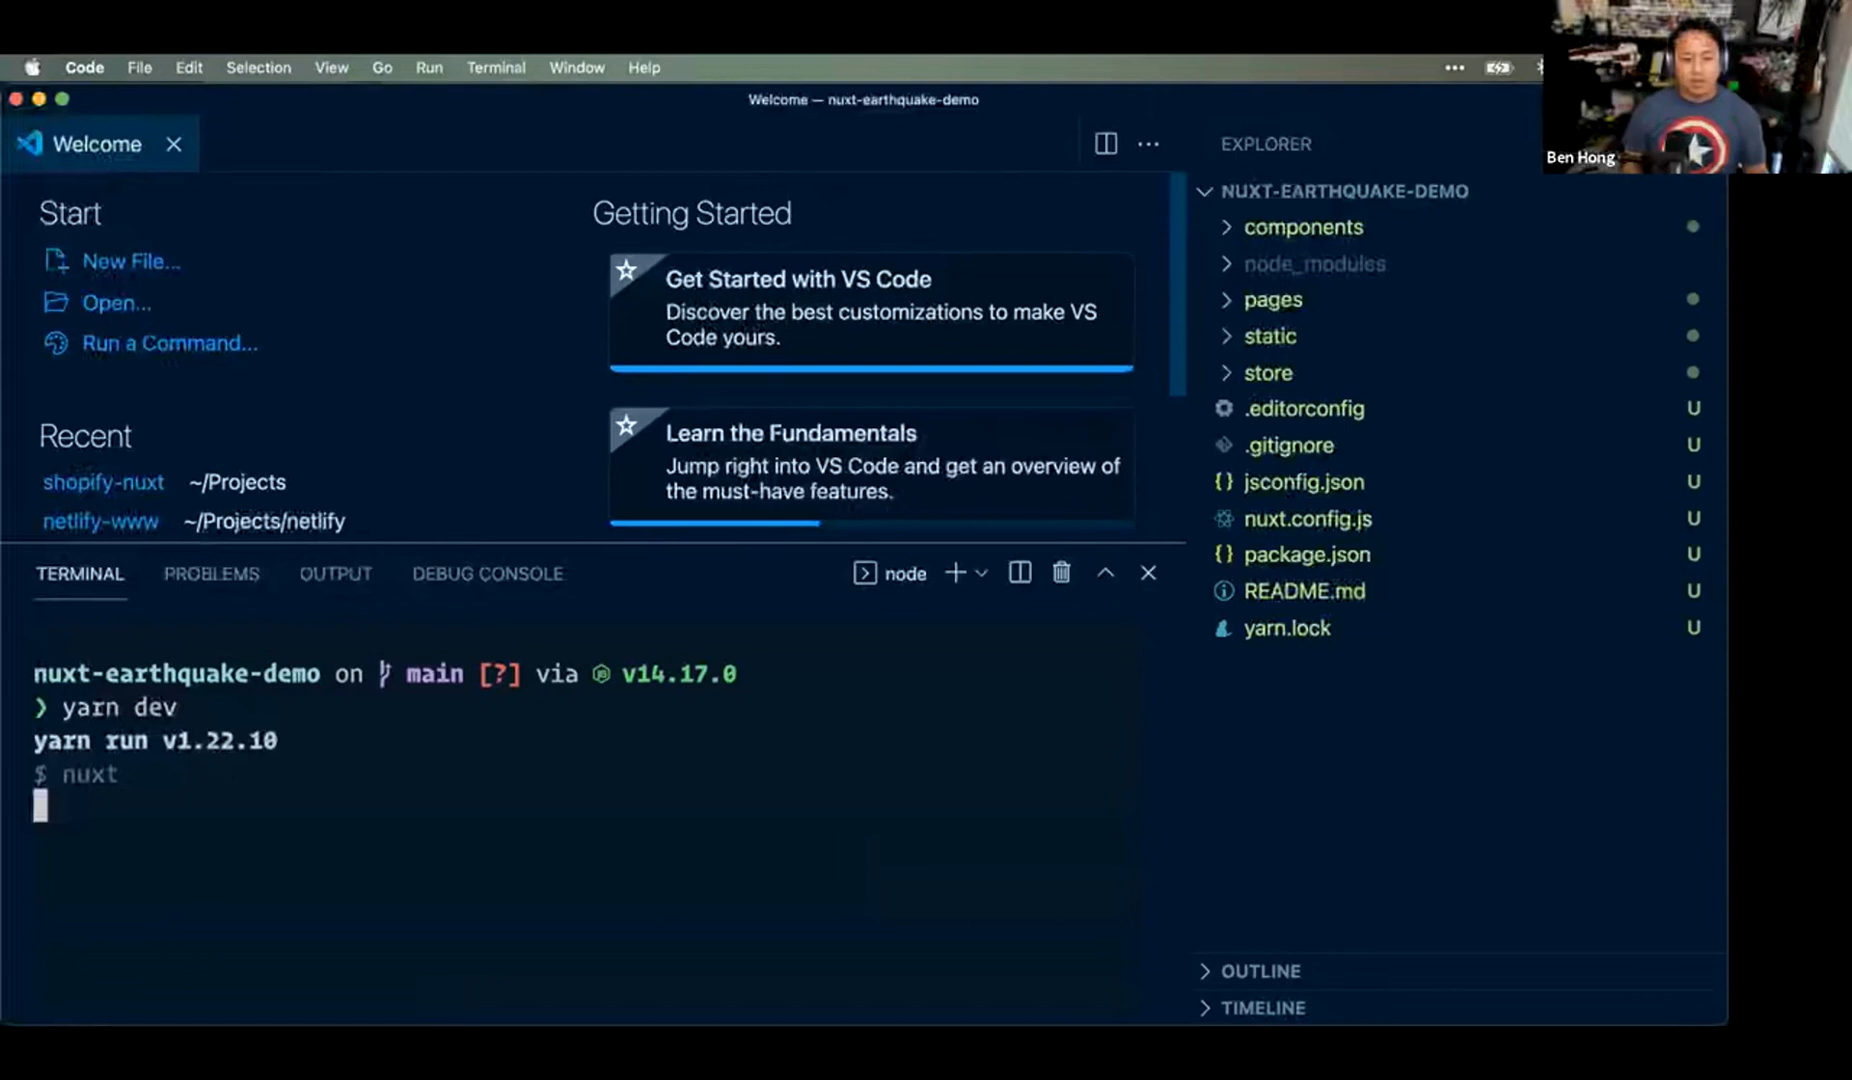 Code File Edit Selection View Go Run Terminal Window Help
Welcome — nuxt-earthquake-demo
Ben Hong
Welcome
Start
New File...
Open...
Run a Command...
Recent
shopify-nuxt ~/Projects
netlify-www ~/Projects/netlify
Getting Started
Get Started with VS Code
Discover the best customizations to make VS
Code yours.
Learn the Fundamentals
Jump right into VS Code and get an overview of
the must-have features.
TERMINAL PROBLEMS OUTPUT DEBUG CONSOLE
node
nuxt-earthquake-demo on main [?] via v14.17.0
❯ yarn dev
yarn run v1.22.10
$ nuxt
EXPLORER
NUXT-EARTHQUAKE-DEMO
components
node_modules
pages
static
store
.editorconfig U
.gitignore U
{} jsconfig.json U
nuxt.config.js U
{} package.json U
README.md U
yarn.lock U
OUTLINE
TIMELINE